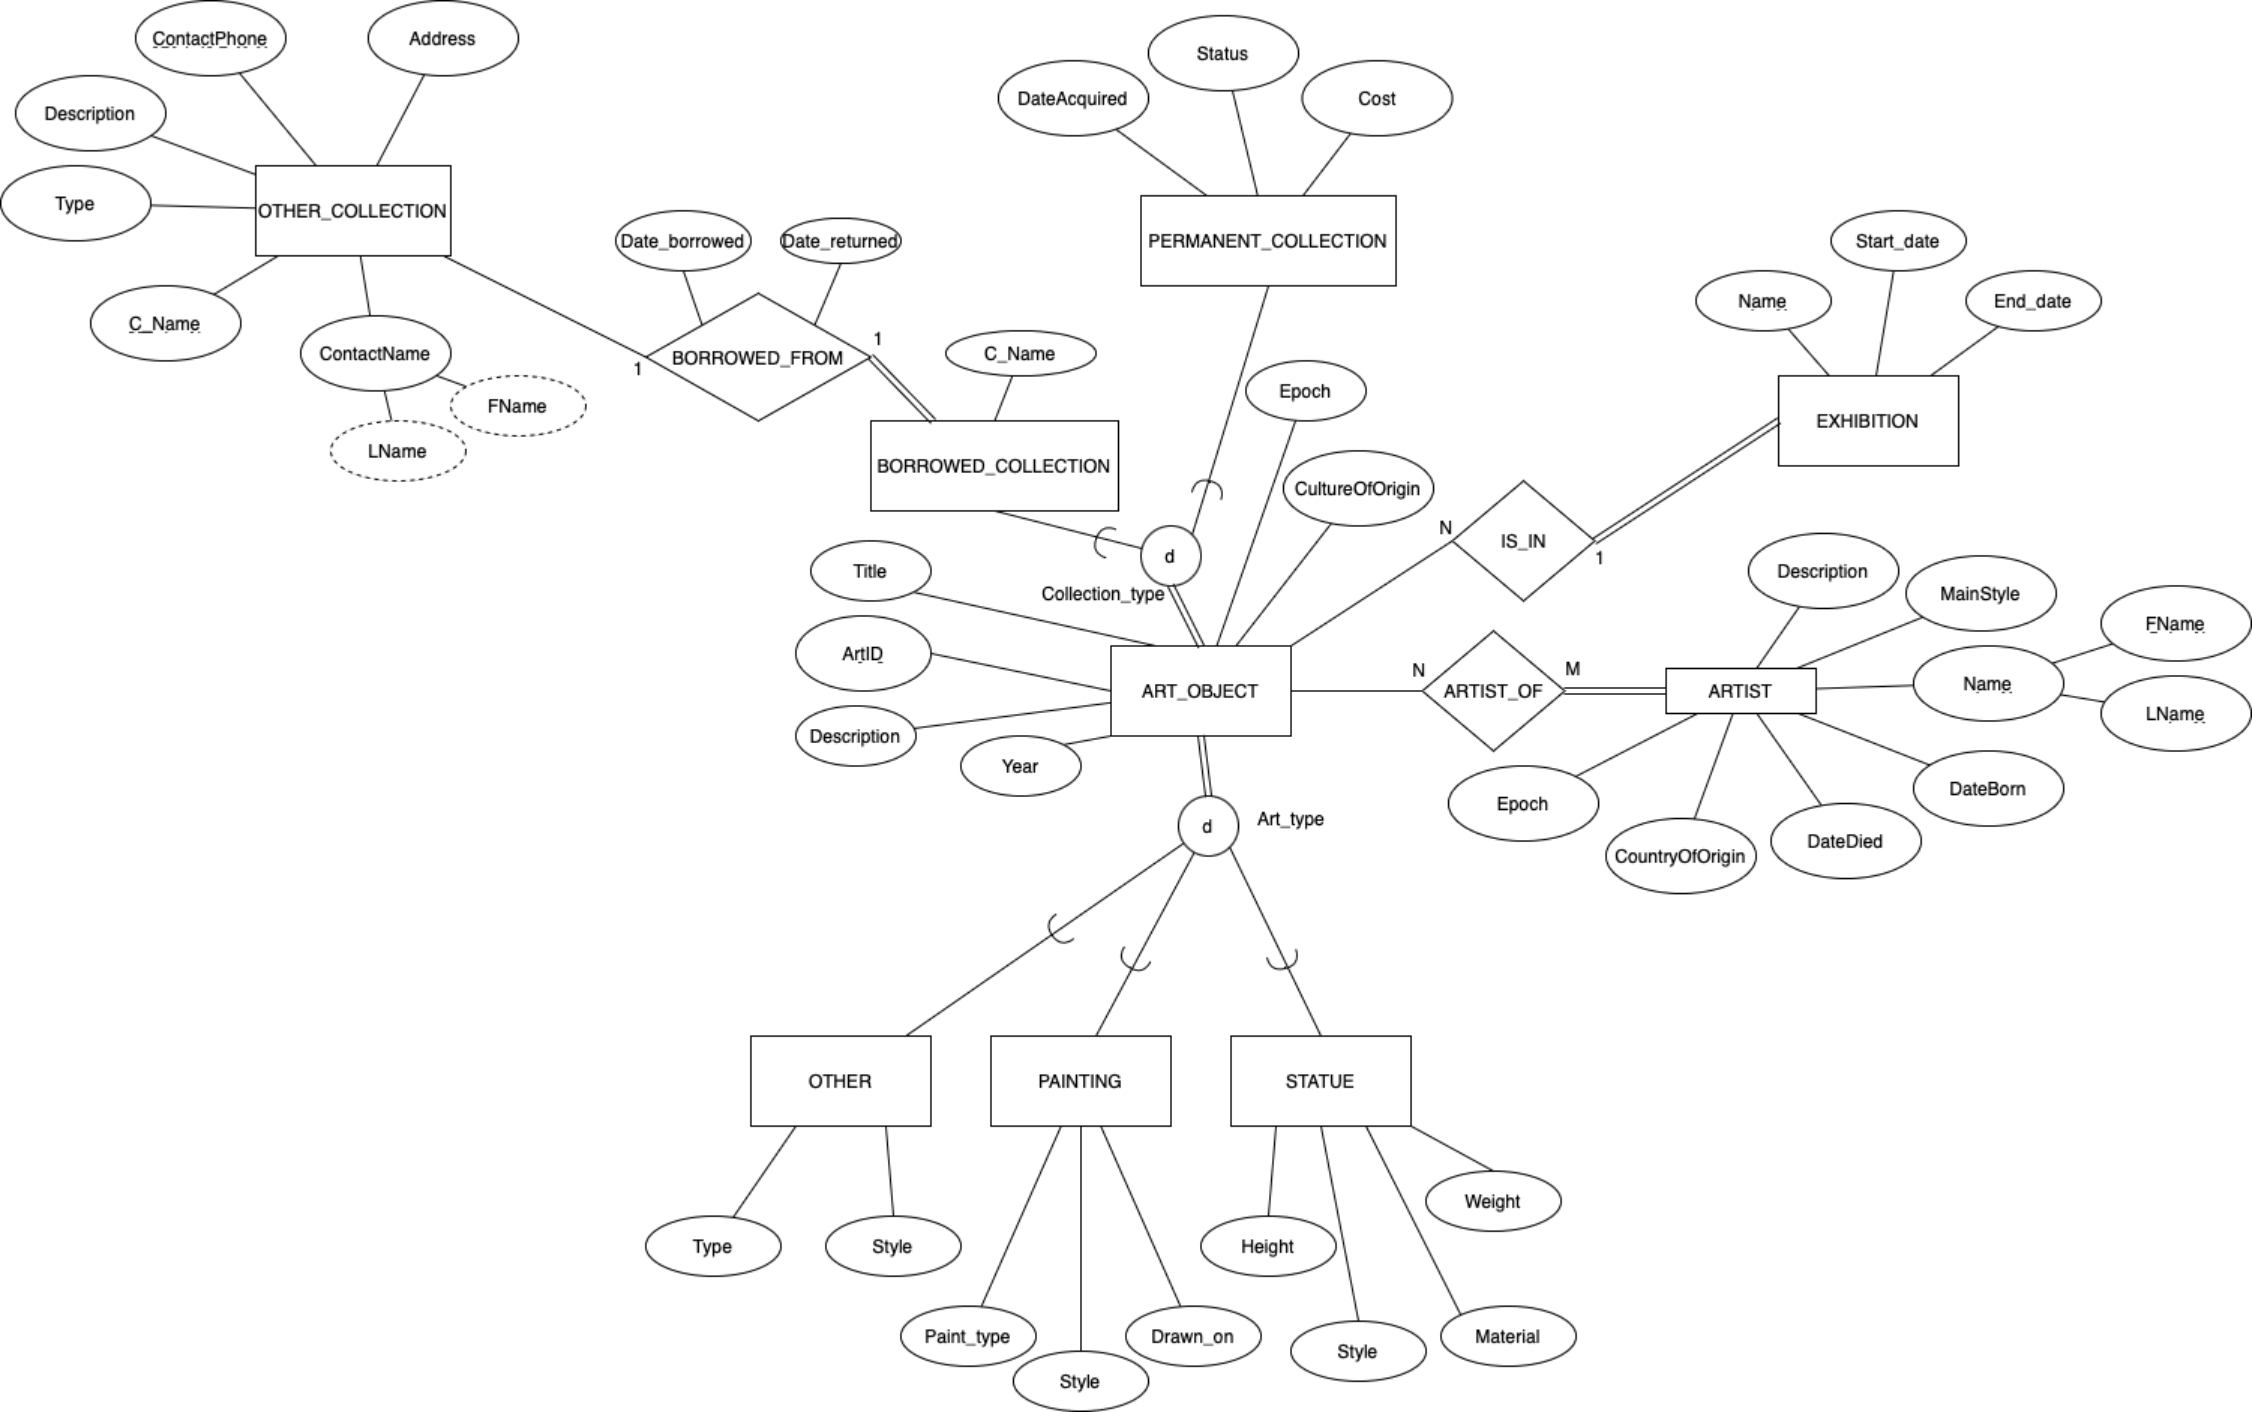 ContactPhone
Address
Description
Type
OTHER_COLLECTION
C_Name
ContactName
FName
LName
Date_borrowed
Date_returned
1
BORROWED_FROM
1
C_Name
BORROWED_COLLECTION
DateAcquired
Status
Cost
PERMANENT_COLLECTION
Epoch
CultureOfOrigin
d
Collection_type
Name
Start_date
End_date
EXHIBITION
N
IS_IN
1
Title
ArtID
Description
Year
ART_OBJECT
N
ARTIST_OF
M
ARTIST
Description
MainStyle
FName
Name
LName
DateBorn
DateDied
CountryOfOrigin
Epoch
d
Art_type
OTHER
PAINTING
STATUE
Type
Style
Paint_type
Style
Drawn_on
Height
Style
Material
Weight